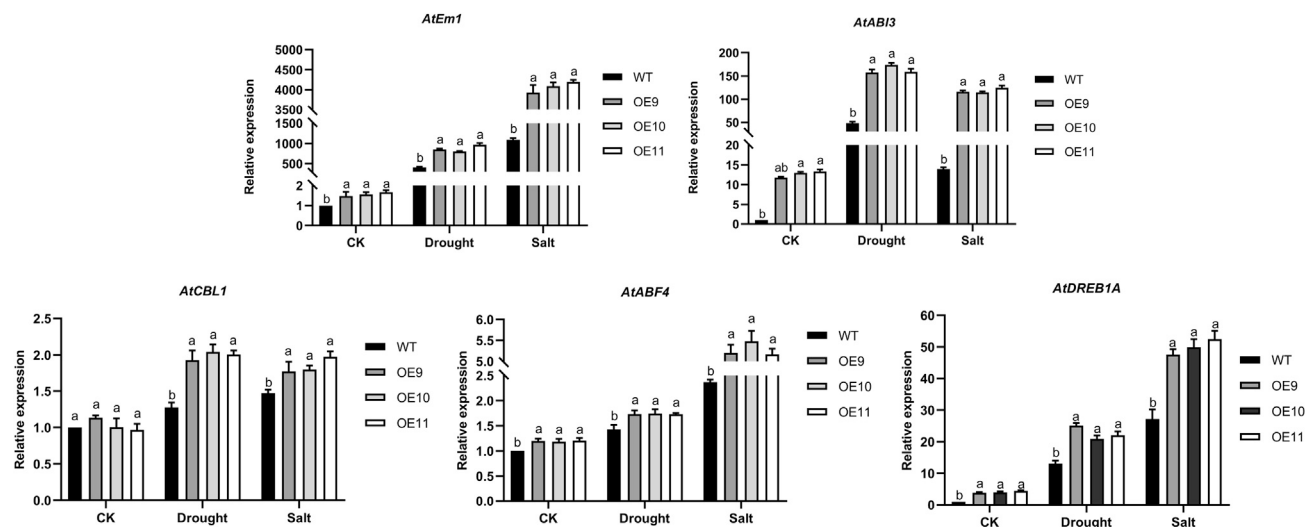 AtEm1
Relative expression
5000
4500
4000
3500
1500
1000
500
2
1
0
b a a a
b a a a
b a a a
CK Drought Salt
WT
OE9
OE10
OE11
AtABI3
Relative expression
200
150
100
50
20
15
10
5
0
b ab a a
b a a a
b a a a
CK Drought Salt
WT
OE9
OE10
OE11
AtCBL1
Relative expression
2.5
2.0
1.5
1.0
0.5
0.0
a a a a
b a a a
b a a a
CK Drought Salt
WT
OE9
OE10
OE11
AtABF4
Relative expression
6.0
5.5
5.0
2.5
2.0
1.5
1.0
0.5
0.0
b a a a
b a a a
b a a a
CK Drought Salt
WT
OE9
OE10
OE11
AtDREB1A
Relative expression
60
50
40
30
20
10
0
b a a a
b a a a
b a a a
CK Drought Salt
WT
OE9
OE10
OE11